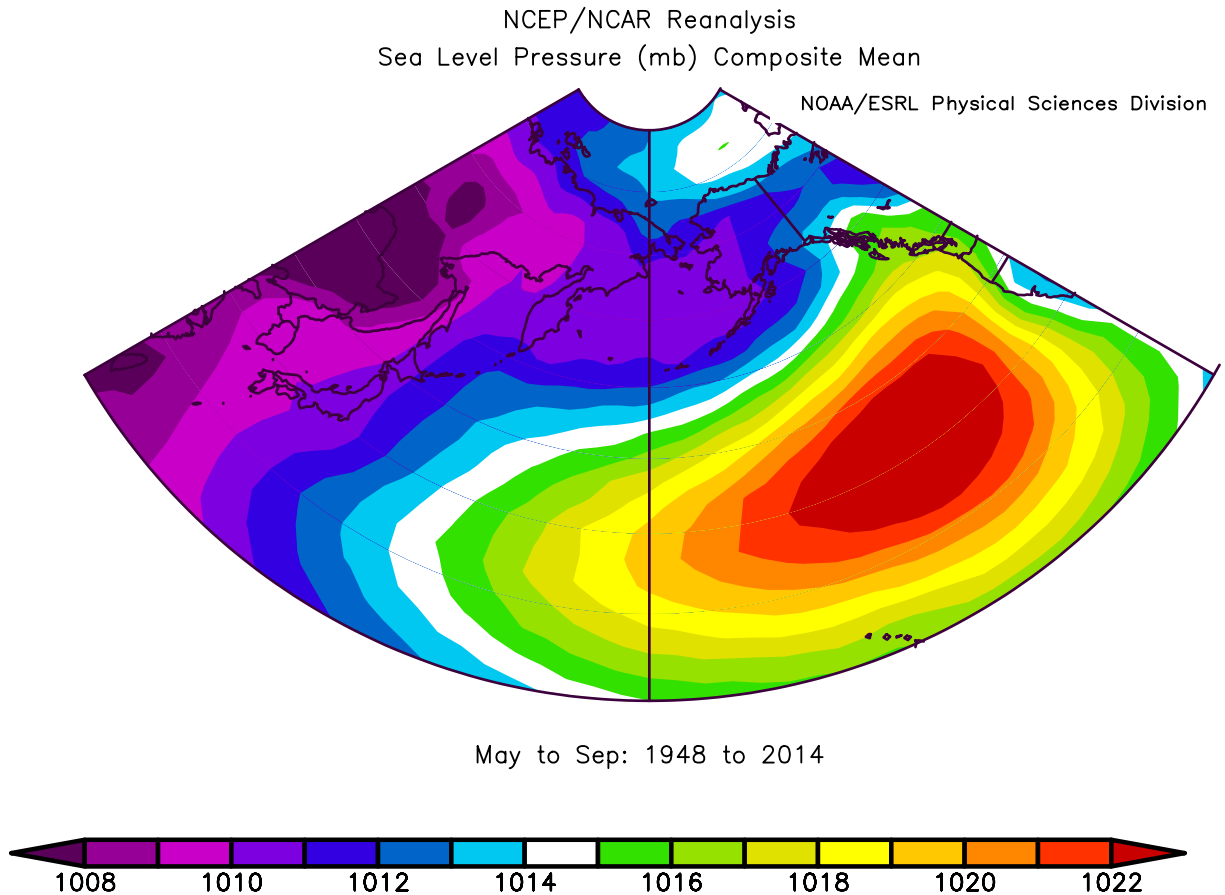 NCEP/NCAR Reanalysis
Sea Level Pressure (mb) Composite Mean
NOAA/ESRL Physical Sciences Division
May to Sep: 1948 to 2014
1008 1010 1012 1014 1016 1018 1020 1022